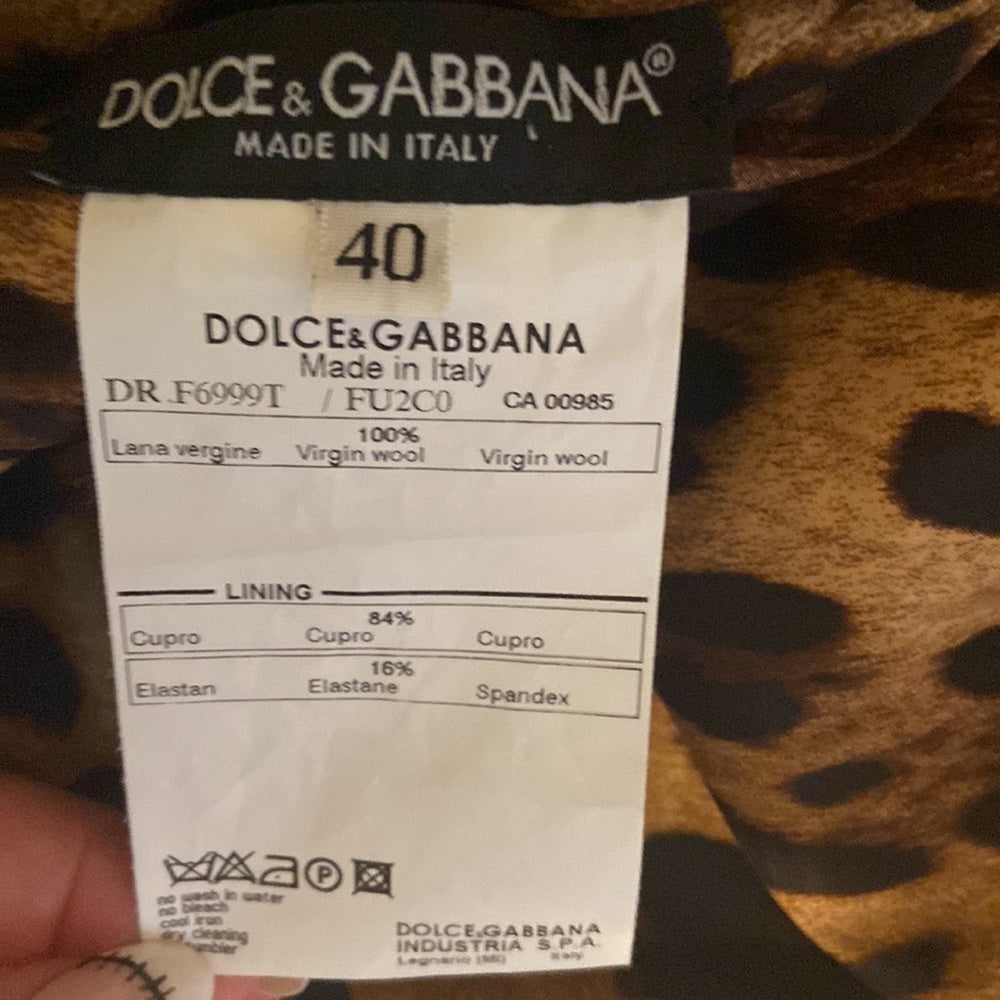 DOLCE & GABBANA®
MADE IN ITALY
40
DOLCE&GABBANA
Made in Italy
DR F6999T / FU2C0 CA 00985
100%
Lana vergine Virgin wool Virgin wool
LINING
84%
Cupro Cupro Cupro
16%
Elastan Elastane Spandex
P
no wash in water
no bleach
cool iron
dry cleaning
DOLCE&GABBANA
INDUSTRIA S.P.A.
Legnano (MI) Italy